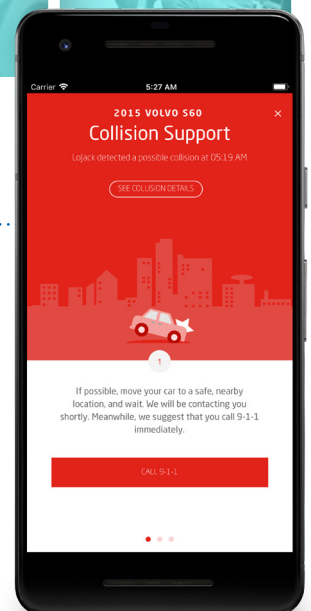 Carrier 5:27 AM
2015 VOLVO S60 ×
Collision Support
LoJack detected a possible collision at 05:19 AM
SEE COLLISION DETAILS
1
If possible, move your car to a safe, nearby
location, and wait. We will be contacting you
shortly. Meanwhile, we suggest that you call 9-1-1
immediately.
CALL 9-1-1